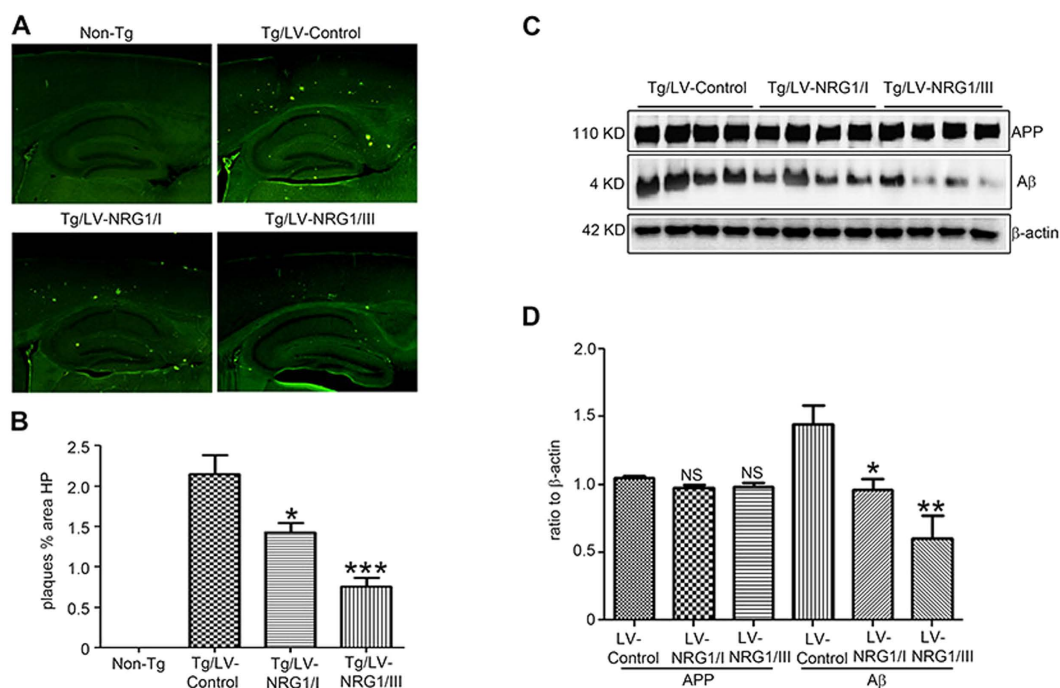 A
Non-Tg
Tg/LV-Control
Tg/LV-NRG1/I
Tg/LV-NRG1/III
B
plaques % area HP
2.5
2.0
1.5
1.0
0.5
0
*
***
Non-Tg
Tg/LV-
Control
Tg/LV-
NRG1/I
Tg/LV-
NRG1/III
C
Tg/LV-Control
Tg/LV-NRG1/I
Tg/LV-NRG1/III
110 KD
APP
4 KD
Aβ
42 KD
β-actin
D
ratio to β-actin
2.0
1.5
1.0
0.5
0
NS
NS
*
**
LV-
Control
LV-
NRG1/I
LV-
NRG1/III
LV-
Control
LV-
NRG1/I
LV-
NRG1/III
APP
Aβ